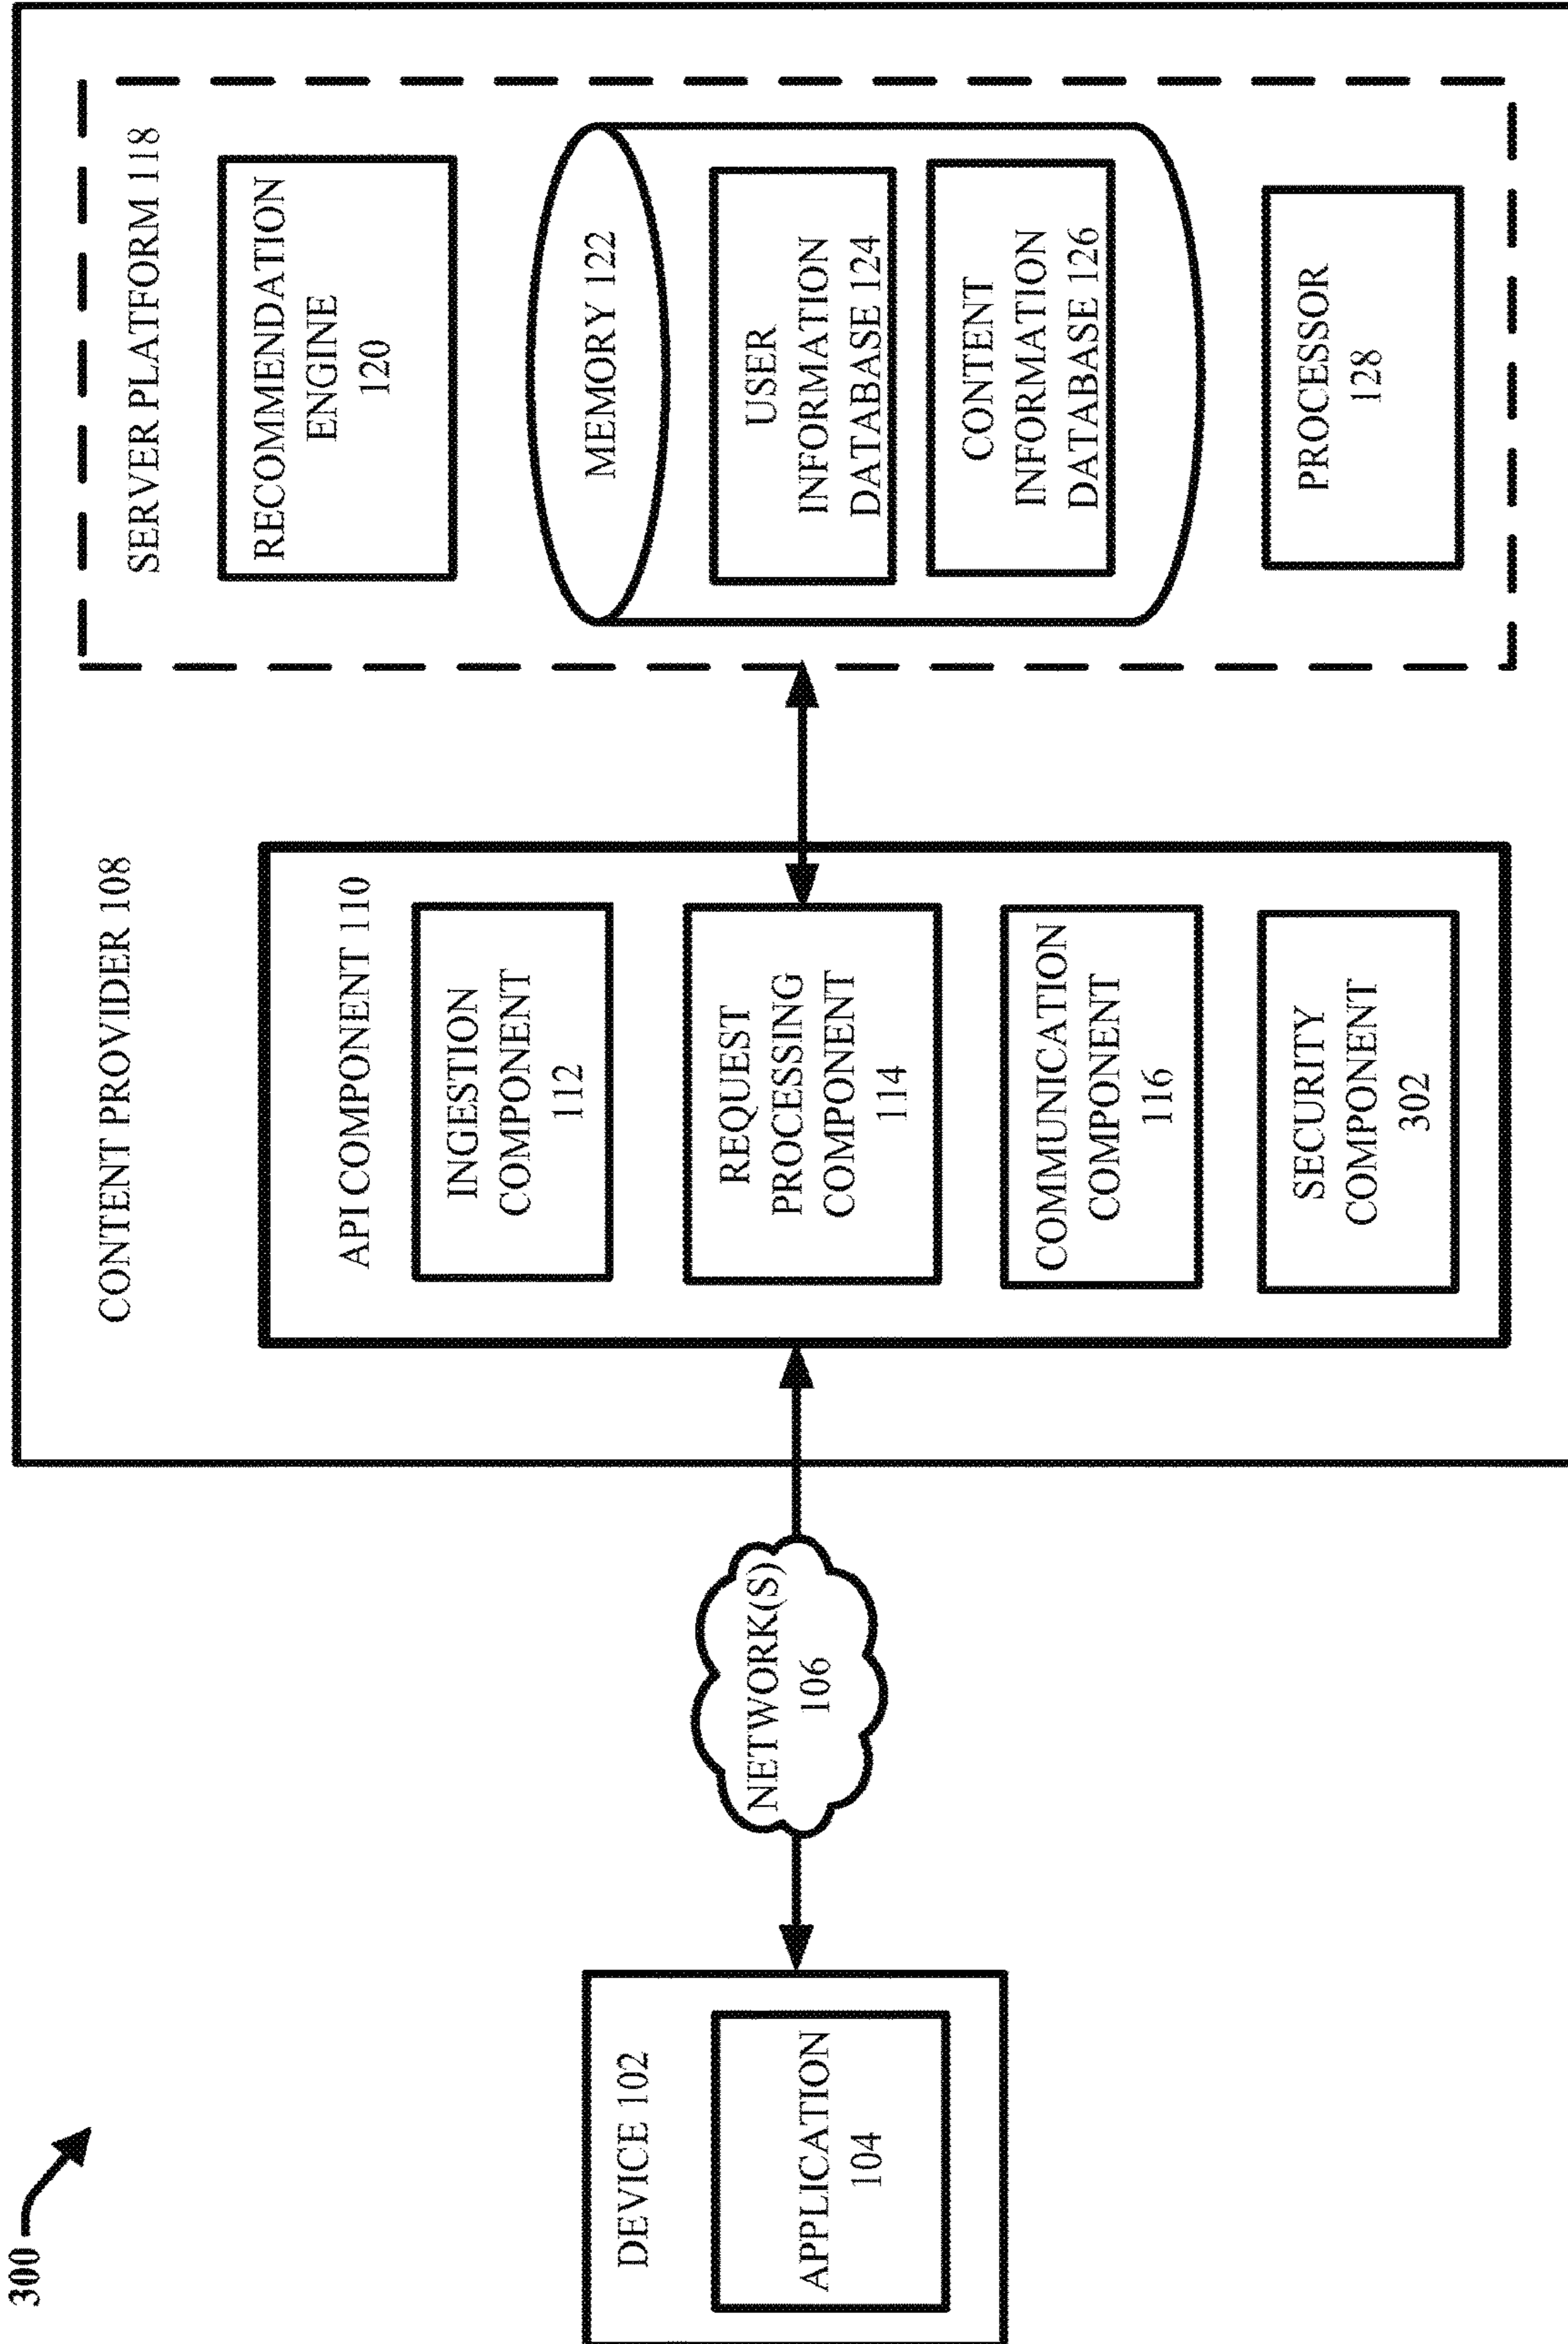 300
DEVICE 102
APPLICATION
104
NETWORK(S)
106
CONTENT PROVIDER 108
API COMPONENT 110
INGESTION
COMPONENT
112
REQUEST
PROCESSING
COMPONENT
114
COMMUNICATION
COMPONENT
116
SECURITY
COMPONENT
302
SERVER PLATFORM 118
RECOMMENDATION
ENGINE
120
MEMORY 122
USER
INFORMATION
DATABASE 124
CONTENT
INFORMATION
DATABASE 126
PROCESSOR
128